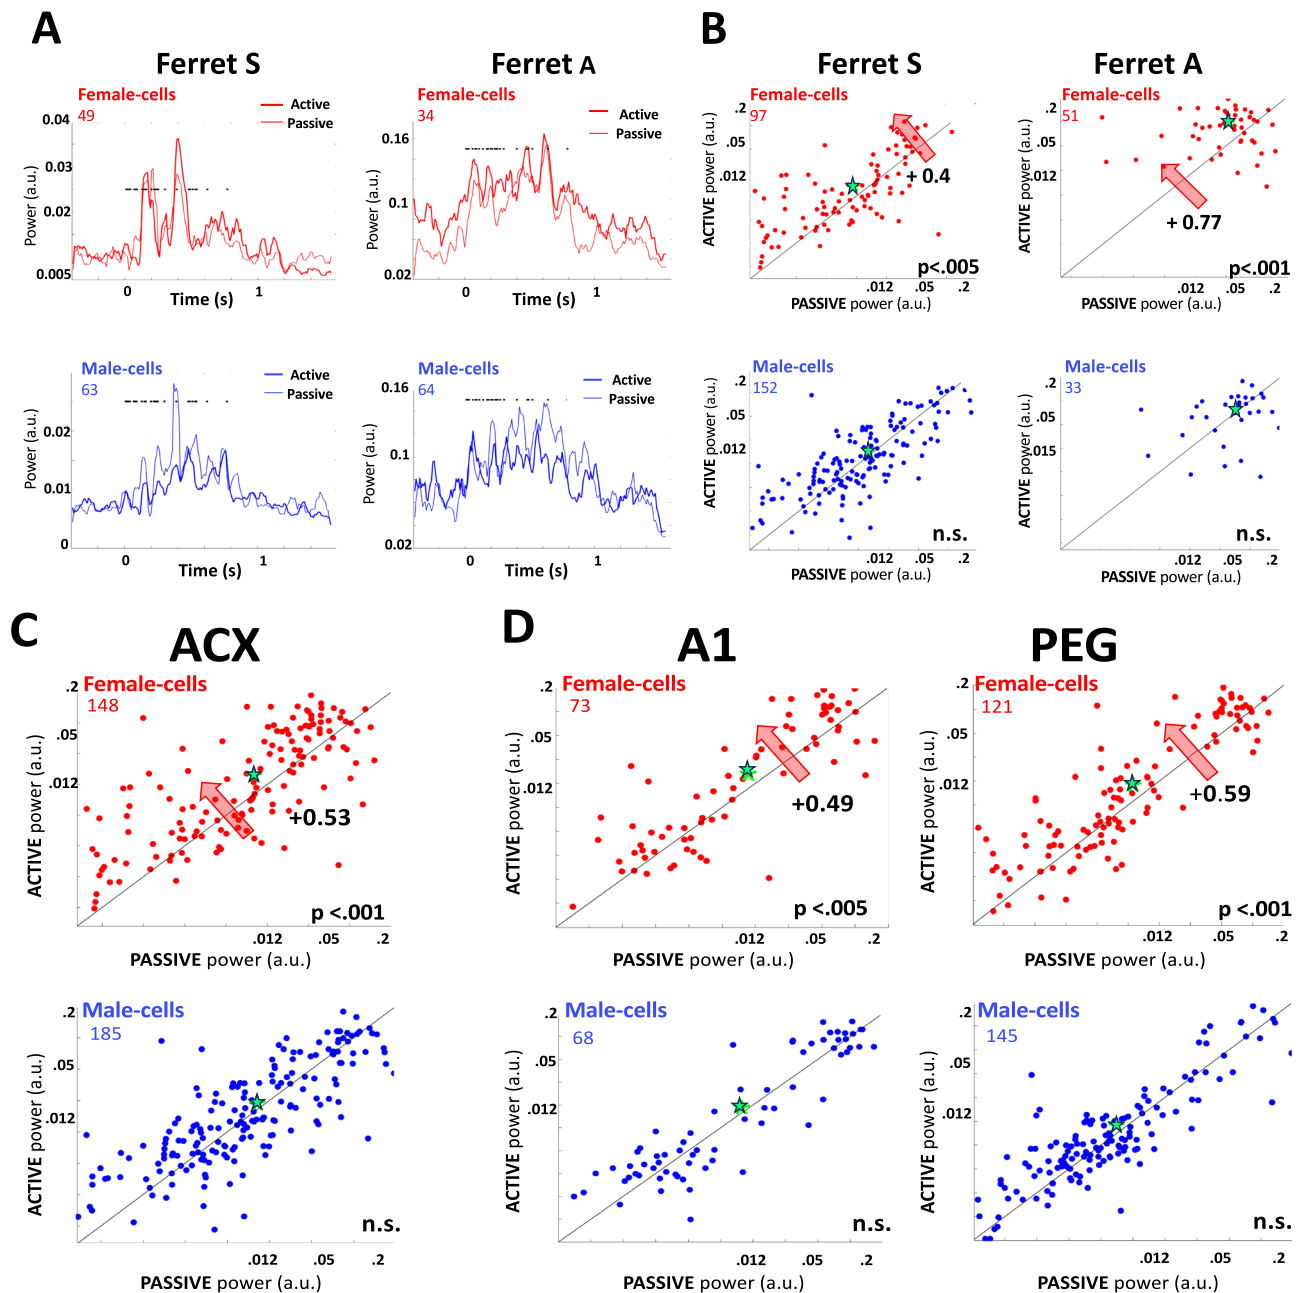 A
Ferret S
Female-cells
49
Active
Passive
0.04
0.03
0.02
0.005
Power (a.u.)
0
1
Time (s)
Ferret A
Female-cells
34
Active
Passive
0.16
0.1
0.02
Power (a.u.)
0
1
Time (s)
Male-cells
63
Active
Passive
0.02
0.01
0
Power (a.u.)
0
1
Time (s)
Male-cells
64
Active
Passive
0.16
0.1
0.02
Power (a.u.)
0
1
Time (s)
B
Ferret S
Female-cells
97
.2
.05
.012
ACTIVE power (a.u.)
+ 0.4
p<.005
.012 .05 .2
PASSIVE power (a.u.)
Ferret A
Female-cells
51
.2
.05
.012
ACTIVE power (a.u.)
+ 0.77
p<.001
.012 .05 .2
PASSIVE power (a.u.)
Male-cells
152
.2
.05
.012
ACTIVE power (a.u.)
n.s.
.012 .05 .2
PASSIVE power (a.u.)
Male-cells
33
.2
.05
.015
ACTIVE power (a.u.)
n.s.
.012 .05 .2
PASSIVE power (a.u.)
C
ACX
Female-cells
148
.2
.05
.012
ACTIVE power (a.u.)
+0.53
p <.001
.012 .05 .2
PASSIVE power (a.u.)
Male-cells
185
.2
.05
.012
ACTIVE power (a.u.)
n.s.
.012 .05 .2
PASSIVE power (a.u.)
D
A1
Female-cells
73
.2
.05
.012
ACTIVE power (a.u.)
+0.49
p <.005
.012 .05 .2
PASSIVE power (a.u.)
PEG
Female-cells
121
.2
.05
.012
ACTIVE power (a.u.)
+0.59
p <.001
.012 .05 .2
PASSIVE power (a.u.)
Male-cells
68
.2
.05
.012
ACTIVE power (a.u.)
n.s.
.012 .05 .2
PASSIVE power (a.u.)
Male-cells
145
.2
.05
.012
ACTIVE power (a.u.)
n.s.
.012 .05 .2
PASSIVE power (a.u.)